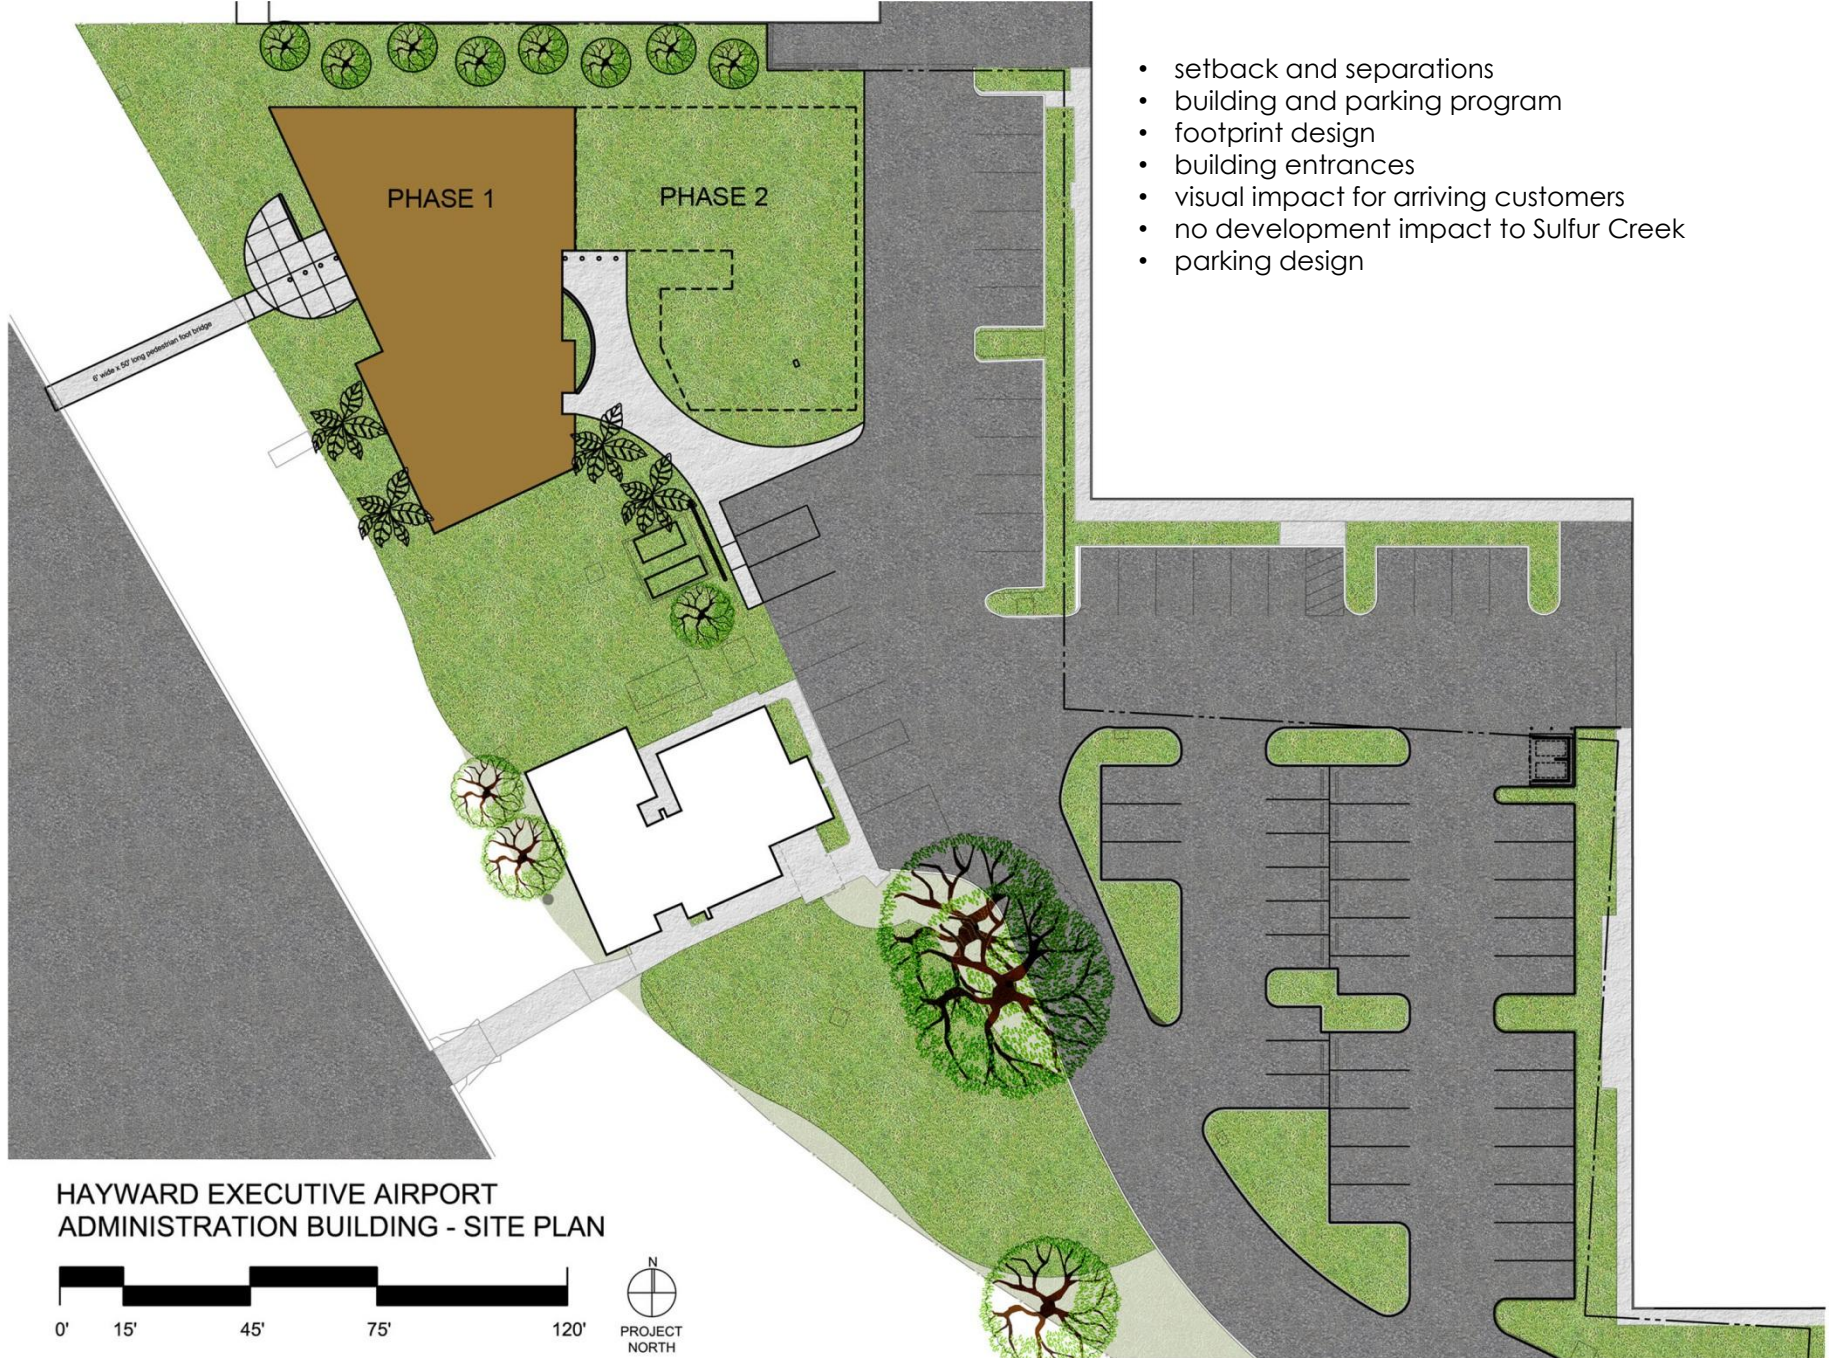 • setback and separations
• building and parking program
• footprint design
• building entrances
• visual impact for arriving customers
• no development impact to Sulfur Creek
• parking design
PHASE 1
PHASE 2
6' wide x 50' long pedestrian foot bridge
HAYWARD EXECUTIVE AIRPORT
ADMINISTRATION BUILDING - SITE PLAN
0' 15' 45' 75' 120'
N
PROJECT
NORTH